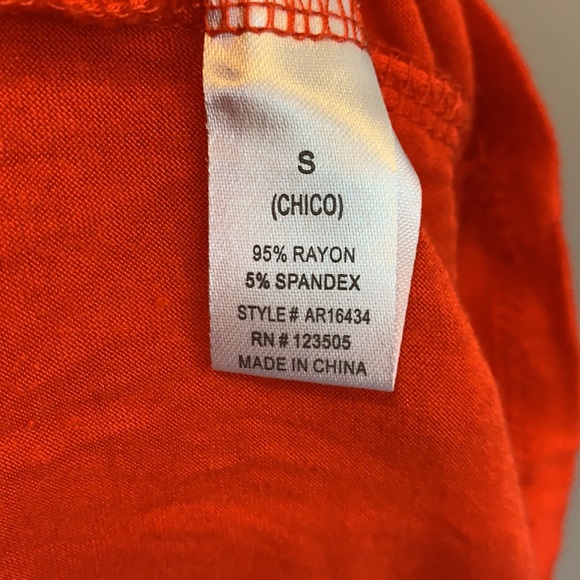 S
(CHICO)
95% RAYON
5% SPANDEX
STYLE# AR16434
RN # 123505
MADE IN CHINA